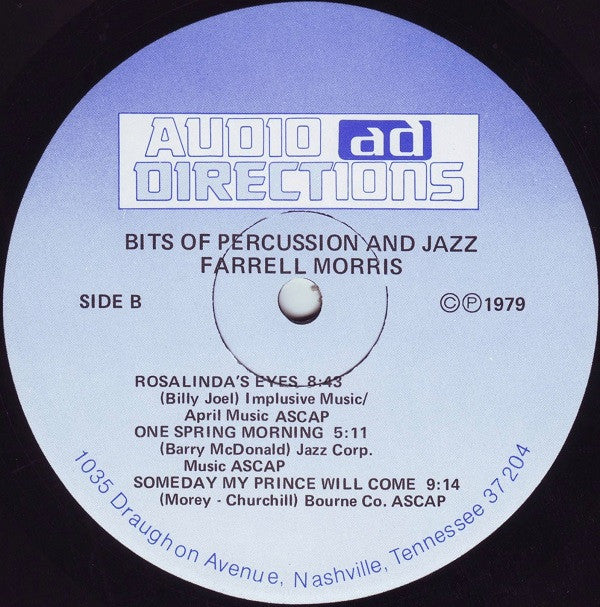 AUDIO ad
DIRECTIONS
BITS OF PERCUSSION AND JAZZ
FARRELL MORRIS
SIDE B
©℗1979
ROSALINDA'S EYES 8:43
(Billy Joel) Implusive Music/
April Music ASCAP
ONE SPRING MORNING 5:11
(Barry McDonald) Jazz Corp.
Music ASCAP
SOMEDAY MY PRINCE WILL COME 9:14
(Morey - Churchill) Bourne Co. ASCAP
1035 Draughon Avenue, Nashville, Tennessee 37204